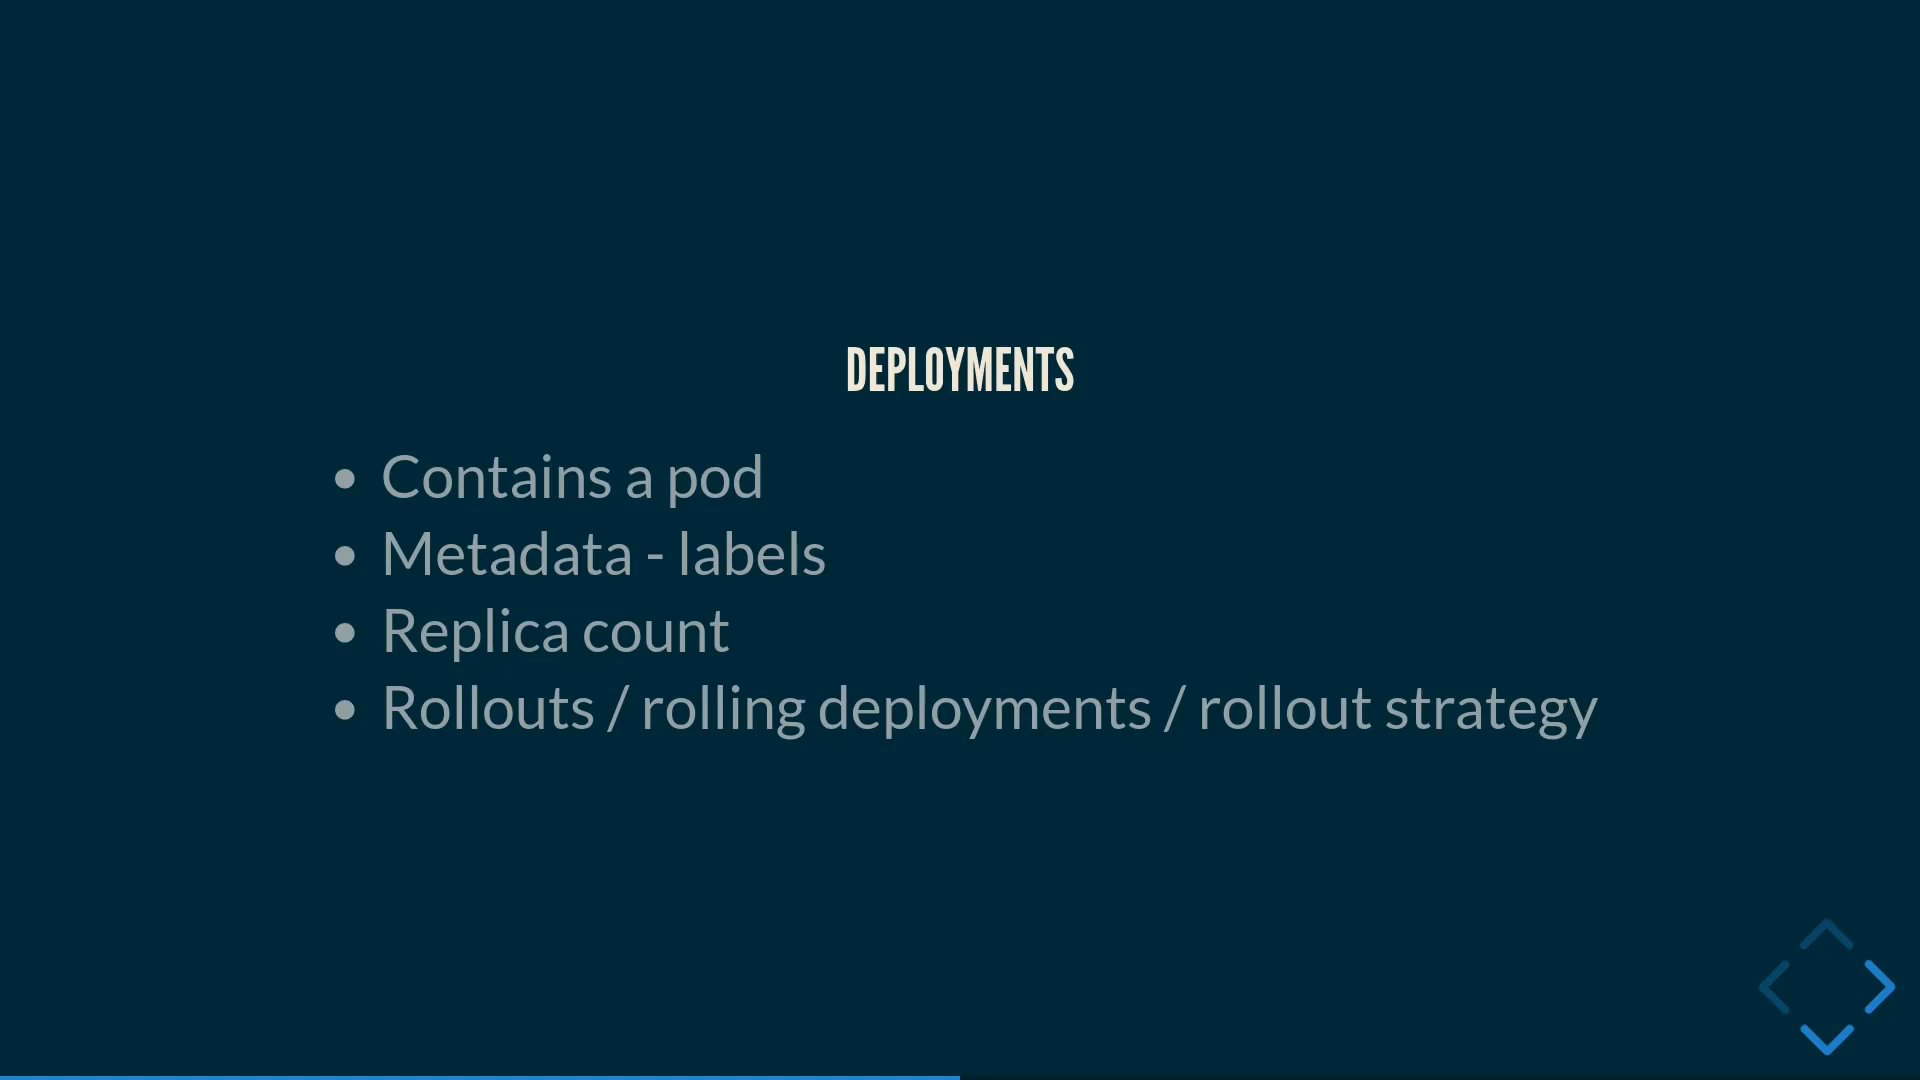 DEPLOYMENTS
Contains a pod
Metadata - labels
Replica count
Rollouts / rolling deployments / rollout strategy